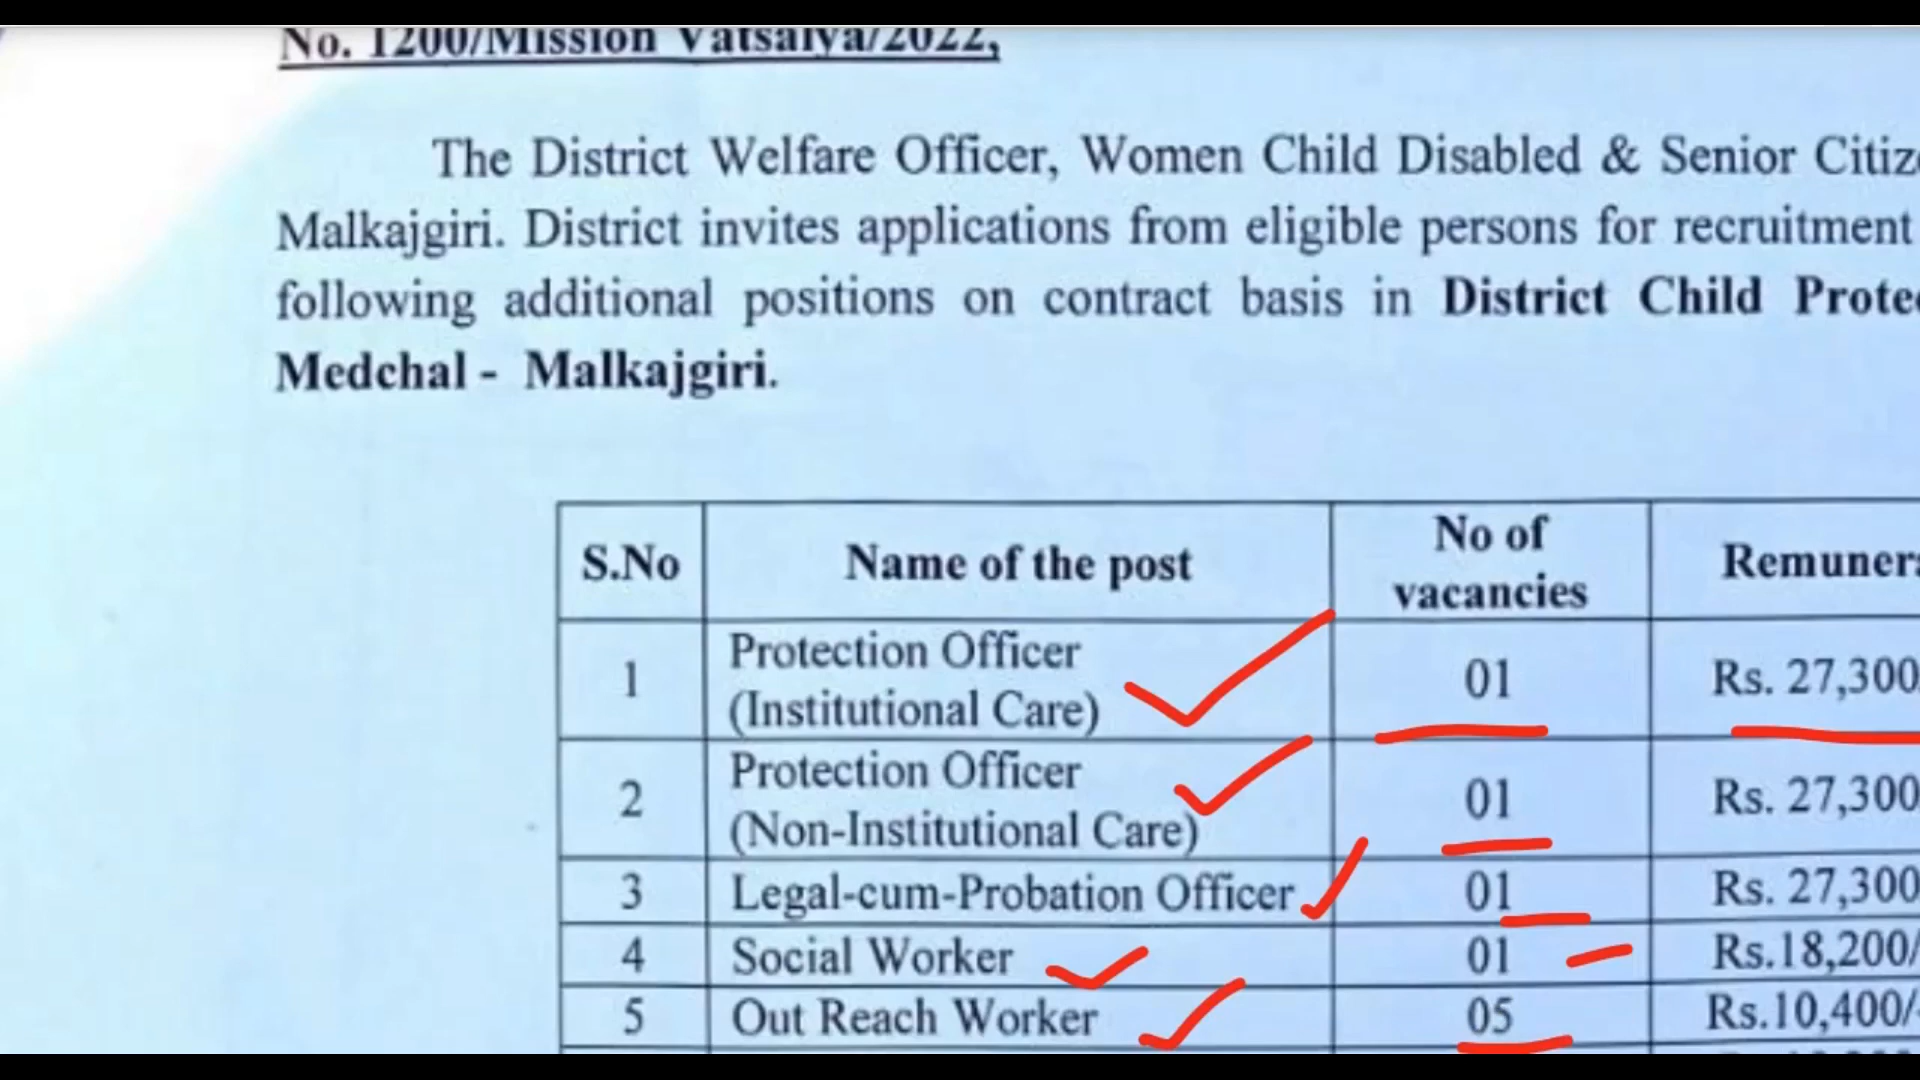 No. 1200/Mission Vatsalya/2022,
The District Welfare Officer, Women Child Disabled & Senior Citize
Malkajgiri. District invites applications from eligible persons for recruitment
following additional positions on contract basis in District Child Protec
Medchal - Malkajgiri.
S.No Name of the post No of vacancies Remunera
1 Protection Officer (Institutional Care) 01 Rs. 27,300
2 Protection Officer (Non-Institutional Care) 01 Rs. 27,300
3 Legal-cum-Probation Officer 01 Rs. 27,300
4 Social Worker 01 Rs.18,200/
5 Out Reach Worker 05 Rs.10,400/-